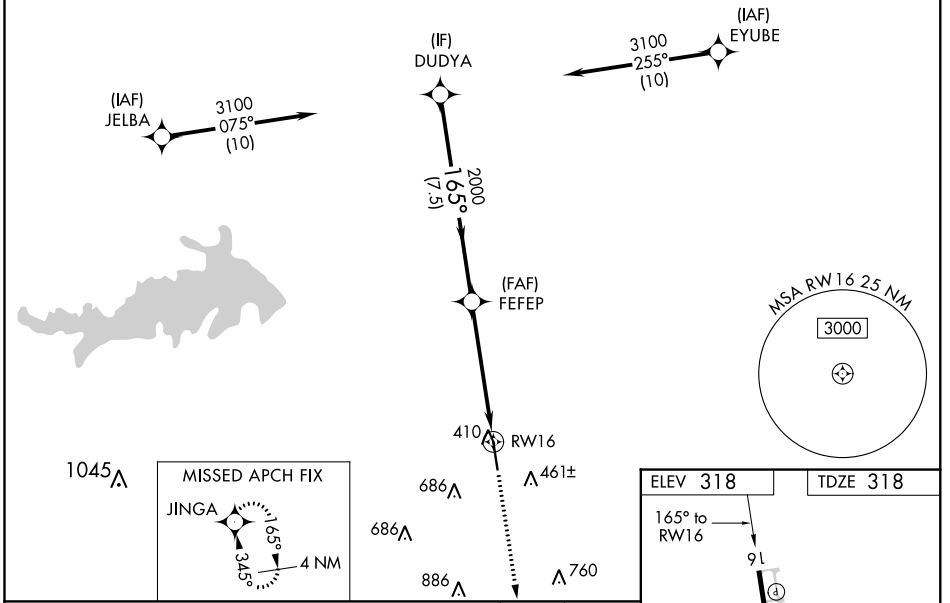 (IAF)
EYUBE
3100
255°
(10)
(IF)
DUDYA
(IAF)
JELBA
3100
075°
(10)
2000
165°
(7.5)
(FAF)
FEFEP
MSA RW16 25 NM
3000
410
RW16
1045
461±
686
686
886
760
MISSED APCH FIX
JINGA
165°
345°
4 NM
ELEV 318
TDZE 318
165° to
RW16
16
P